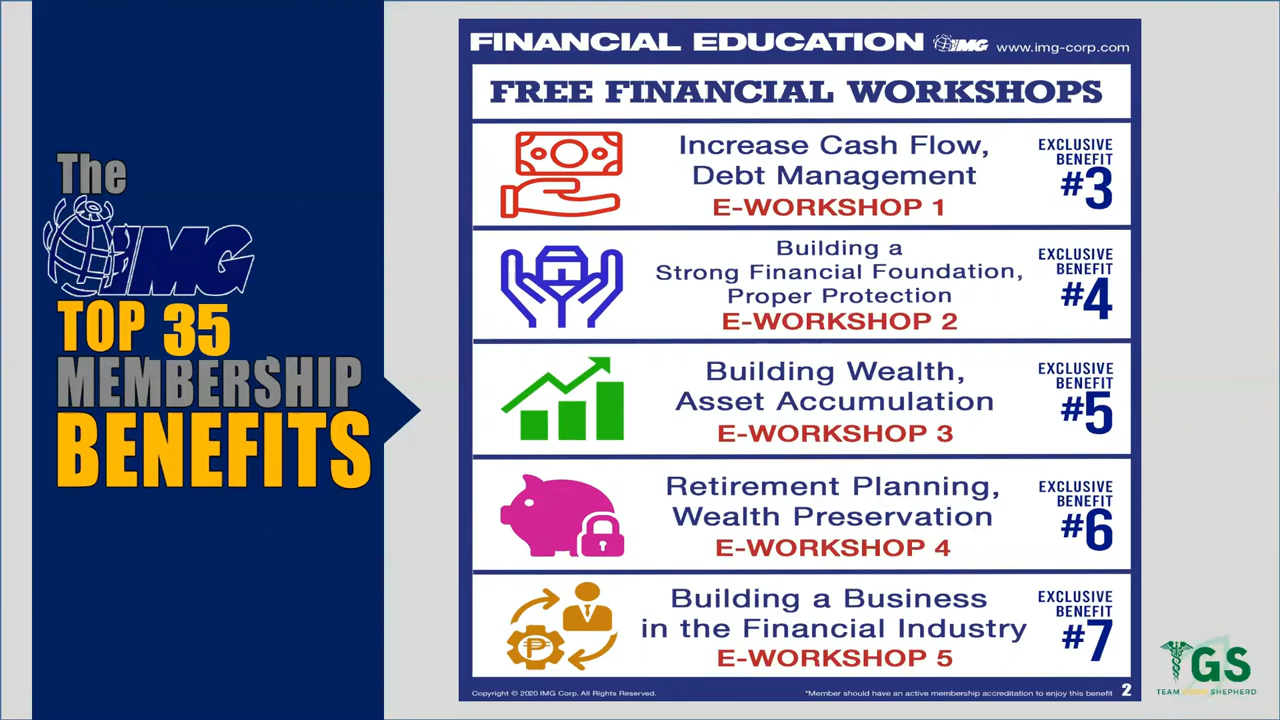 The
IMG
TOP 35
MEMBERSHIP
BENEFITS
FINANCIAL EDUCATION IMG www.img-corp.com
FREE FINANCIAL WORKSHOPS
Increase Cash Flow,
Debt Management
E-WORKSHOP 1
EXCLUSIVE
BENEFIT
#3
Building a
Strong Financial Foundation,
Proper Protection
E-WORKSHOP 2
EXCLUSIVE
BENEFIT
#4
Building Wealth,
Asset Accumulation
E-WORKSHOP 3
EXCLUSIVE
BENEFIT
#5
Retirement Planning,
Wealth Preservation
E-WORKSHOP 4
EXCLUSIVE
BENEFIT
#6
Building a Business
in the Financial Industry
E-WORKSHOP 5
EXCLUSIVE
BENEFIT
#7
Copyright © 2020 IMG Corp. All Rights Reserved. *Member should have an active membership accreditation to enjoy this benefit 2
GS
TEAM SHEPHERD